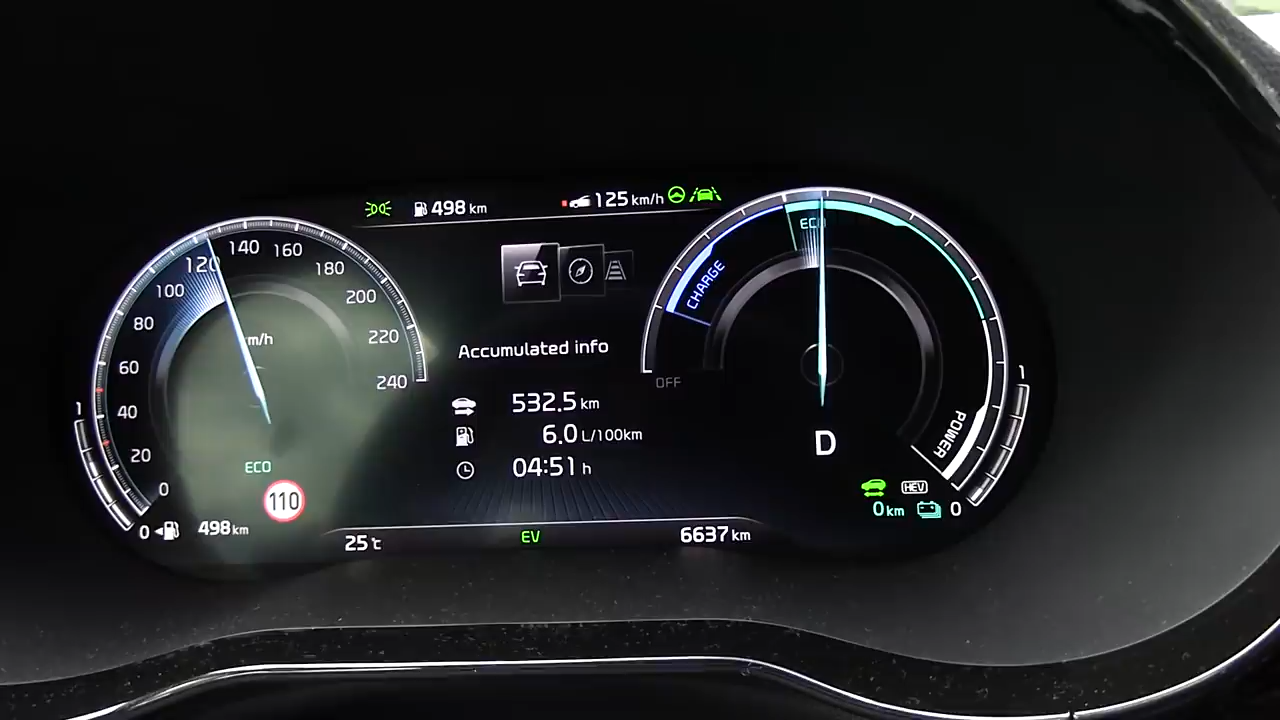 498 km
125 km/h
140
160
120
180
100
200
80
220
km/h
60
240
40
20
0
ECO
110
1
0
498 km
Accumulated info
532.5 km
6.0 L/100km
04:51 h
25 ℃
EV
6637 km
CHARGE
ECO
OFF
POWER
D
HEV
0 km
1
0